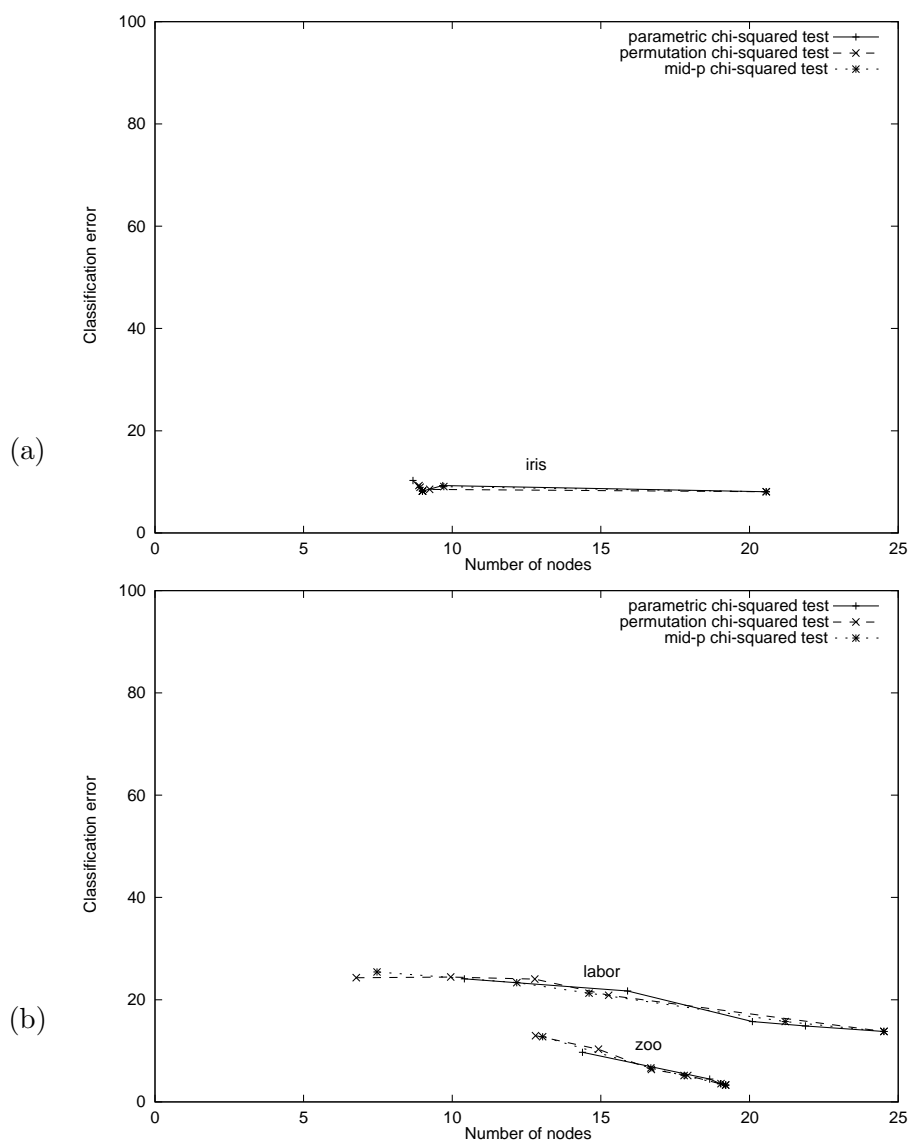 100
80
60
40
20
0
Classification error
parametric chi-squared test
permutation chi-squared test
mid-p chi-squared test
iris
(a)
0 5 10 15 20 25
Number of nodes
100
80
60
40
20
0
Classification error
parametric chi-squared test
permutation chi-squared test
mid-p chi-squared test
labor
zoo
(b)
0 5 10 15 20 25
Number of nodes